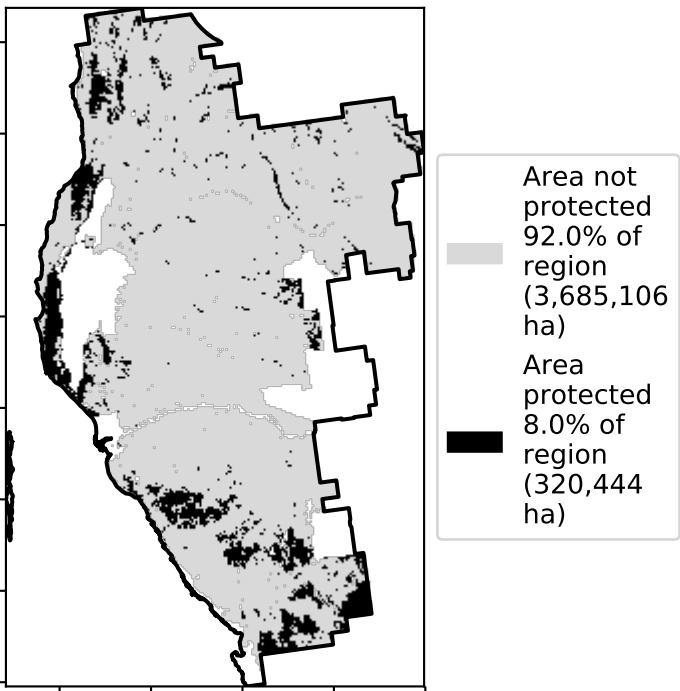 Area not
protected
92.0% of
region
(3,685,106
ha)
Area
protected
8.0% of
region
(320,444
ha)